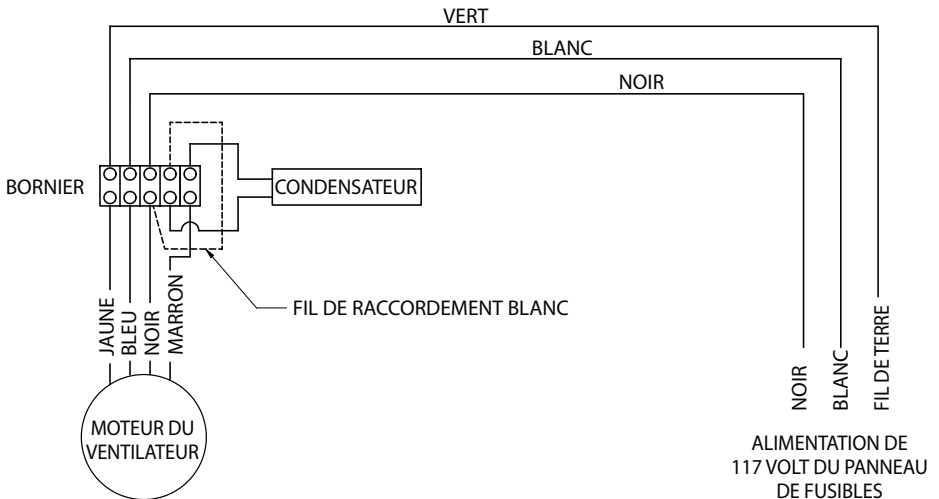 VERT
BLANC
NOIR
BORNIER
CONDENSATEUR
FIL DE RACCORDEMENT BLANC
JAUNE
BLEU
NOIR
MARRON
MOTEUR DU
VENTILATEUR
NOIR
BLANC
FIL DE TERRE
ALIMENTATION DE
117 VOLT DU PANNEAU
DE FUSIBLES